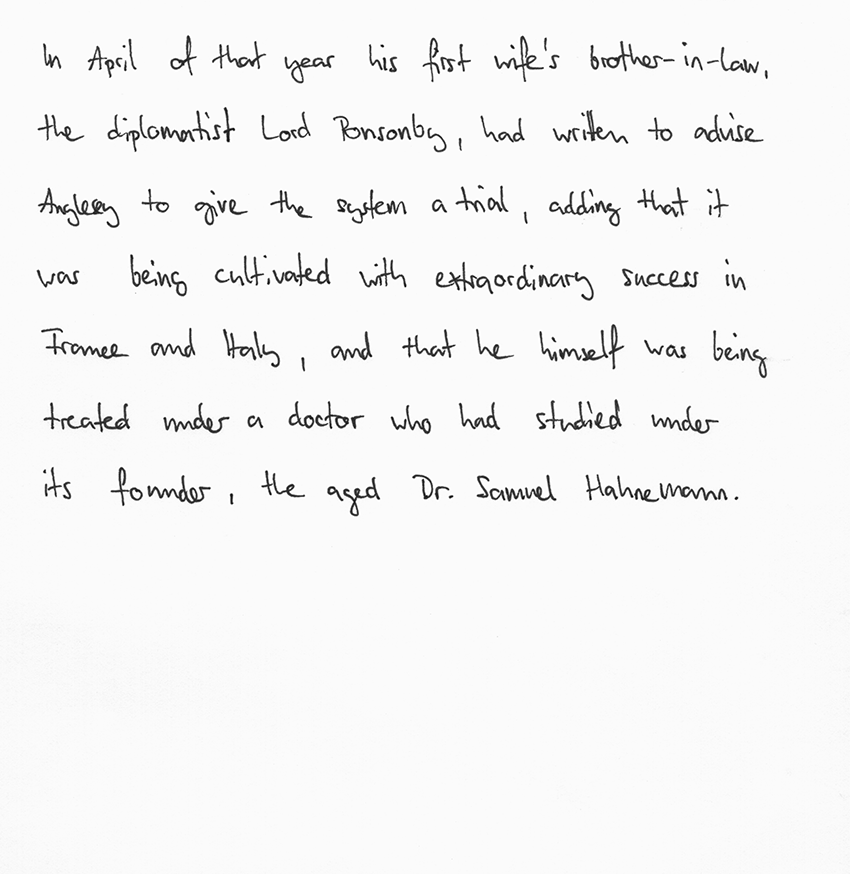 In April of that year his first wife's brother-in-law,
the diplomatist Lord Ponsonby, had written to advise
Anglesey to give the system a trial, adding that it
was being cultivated with extraordinary success in
France and Italy, and that he himself was being
treated under a doctor who had studied under
its founder, the aged Dr. Samuel Hahnemann.